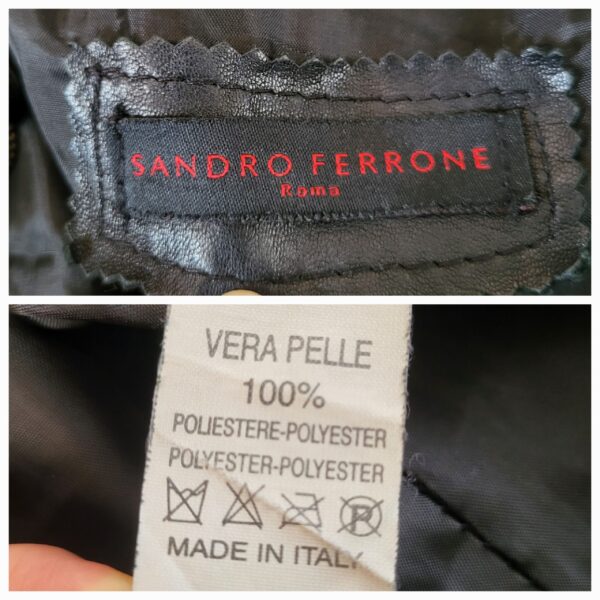 SANDRO FERRONE
Roma
VERA PELLE
100%
POLIESTERE-POLYESTER
POLYESTER-POLYESTER
P
MADE IN ITALY